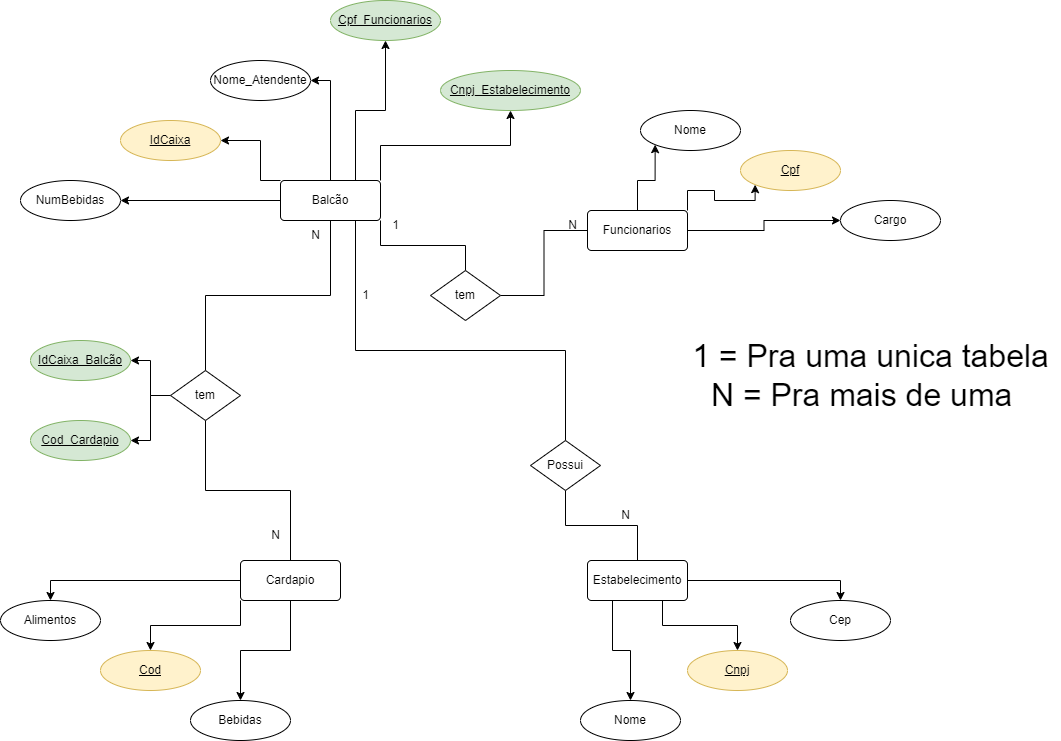 Cpf_Funcionarios
Nome_Atendente
Cnpj_Estabelecimento
IdCaixa
Nome
Cpf
NumBebidas
Balcão
Cargo
Funcionarios
N
1
N
tem
1
1 = Pra uma unica tabela
N = Pra mais de uma
IdCaixa_Balcão
tem
Cod_Cardapio
Possui
N
N
Cardapio
Estabelecimento
Alimentos
Cep
Cod
Cnpj
Bebidas
Nome